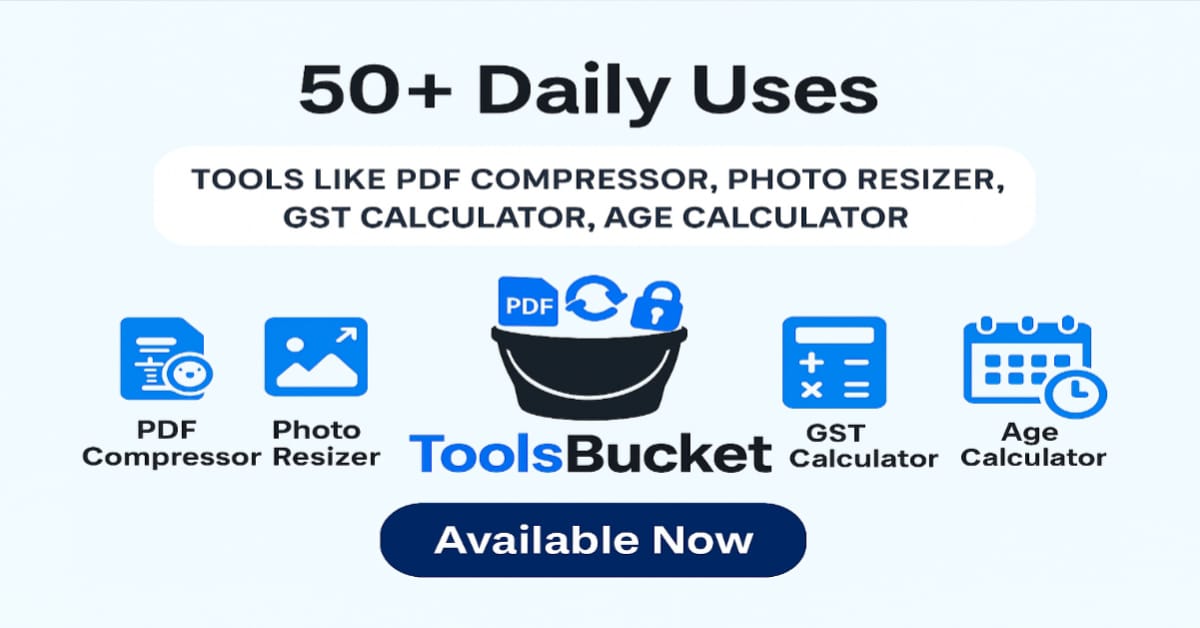 50+ Daily Uses
TOOLS LIKE PDF COMPRESSOR, PHOTO RESIZER,
GST CALCULATOR, AGE CALCULATOR
PDF
PDF
Compressor
Photo
Resizer
ToolsBucket
GST
Calculator
Age
Calculator
Available Now